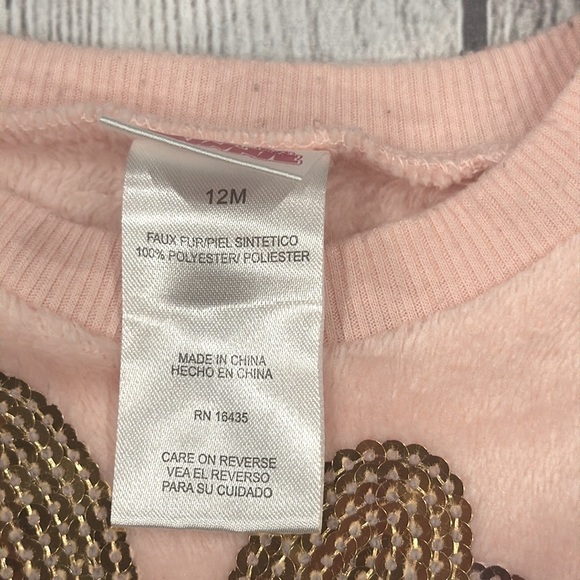 12M
FAUX FUR/PIEL SINTETICO
100% POLYESTER/ POLIESTER
MADE IN CHINA
HECHO EN CHINA
RN 16435
CARE ON REVERSE
VEA EL REVERSO
PARA SU CUIDADO